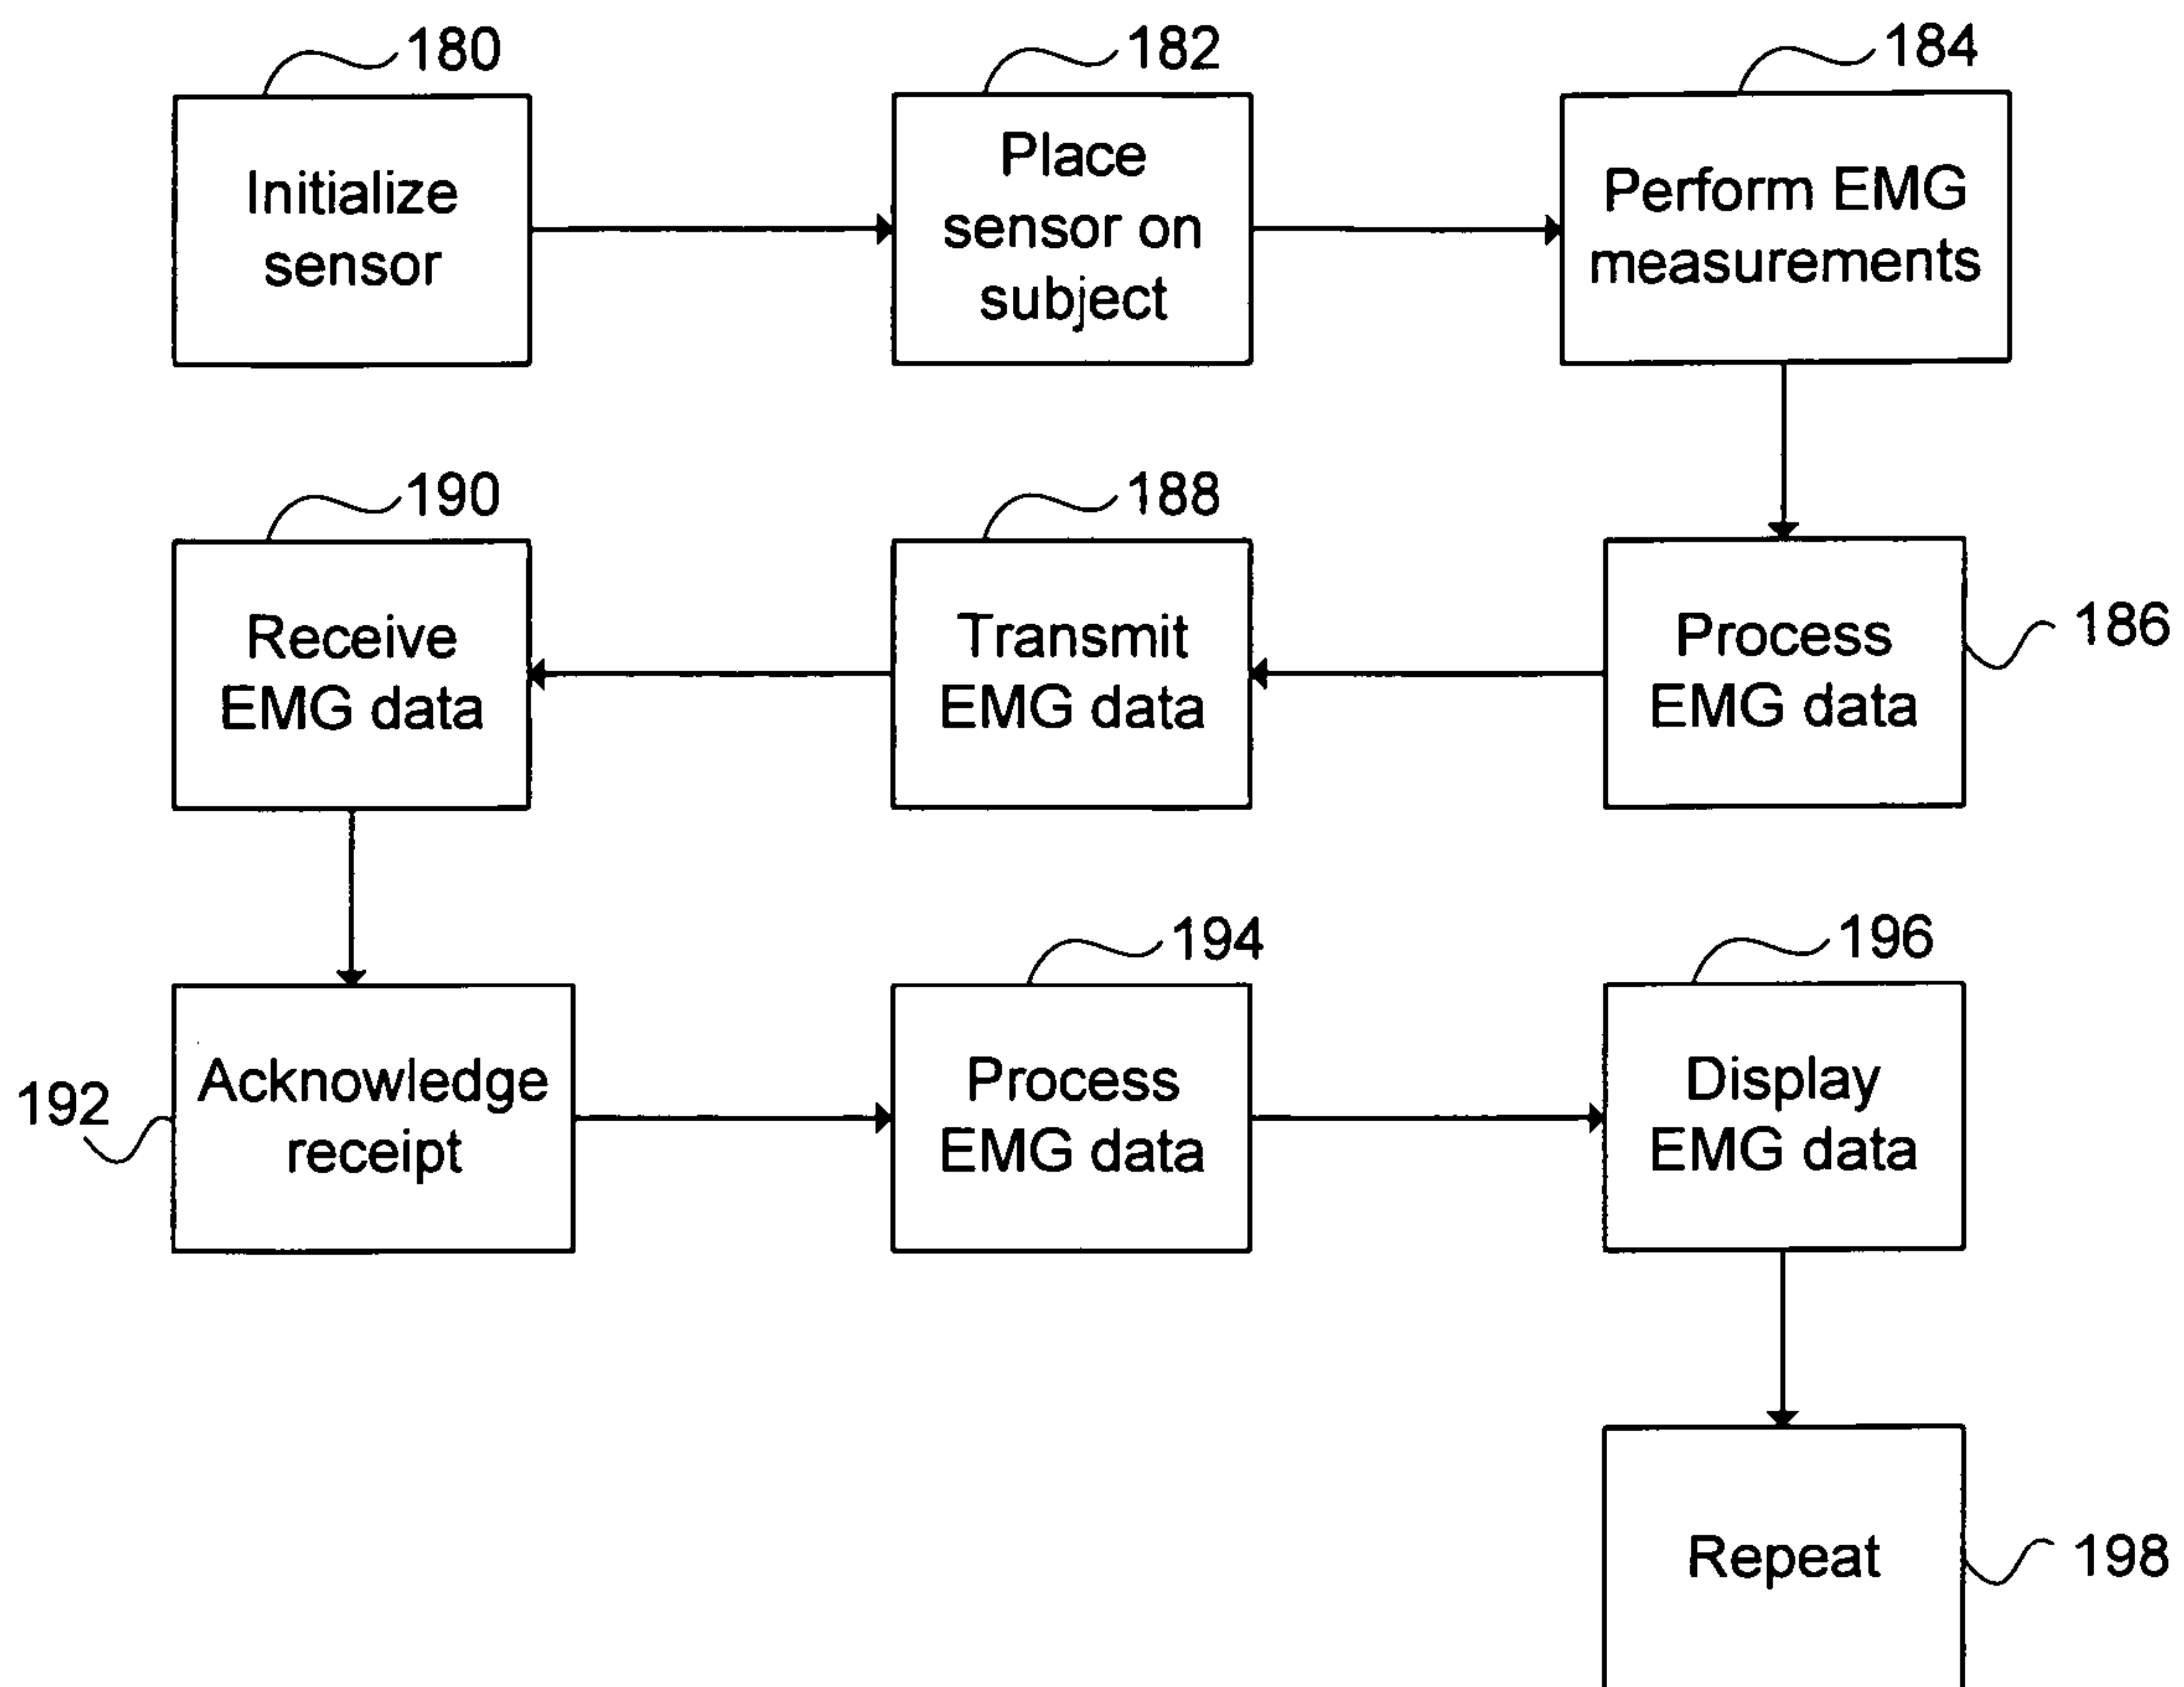 180
Initialize
sensor
182
Place
sensor on
subject
184
Perform EMG
measurements
186
Process
EMG data
188
Transmit
EMG data
190
Receive
EMG data
192
Acknowledge
receipt
194
Process
EMG data
196
Display
EMG data
198
Repeat